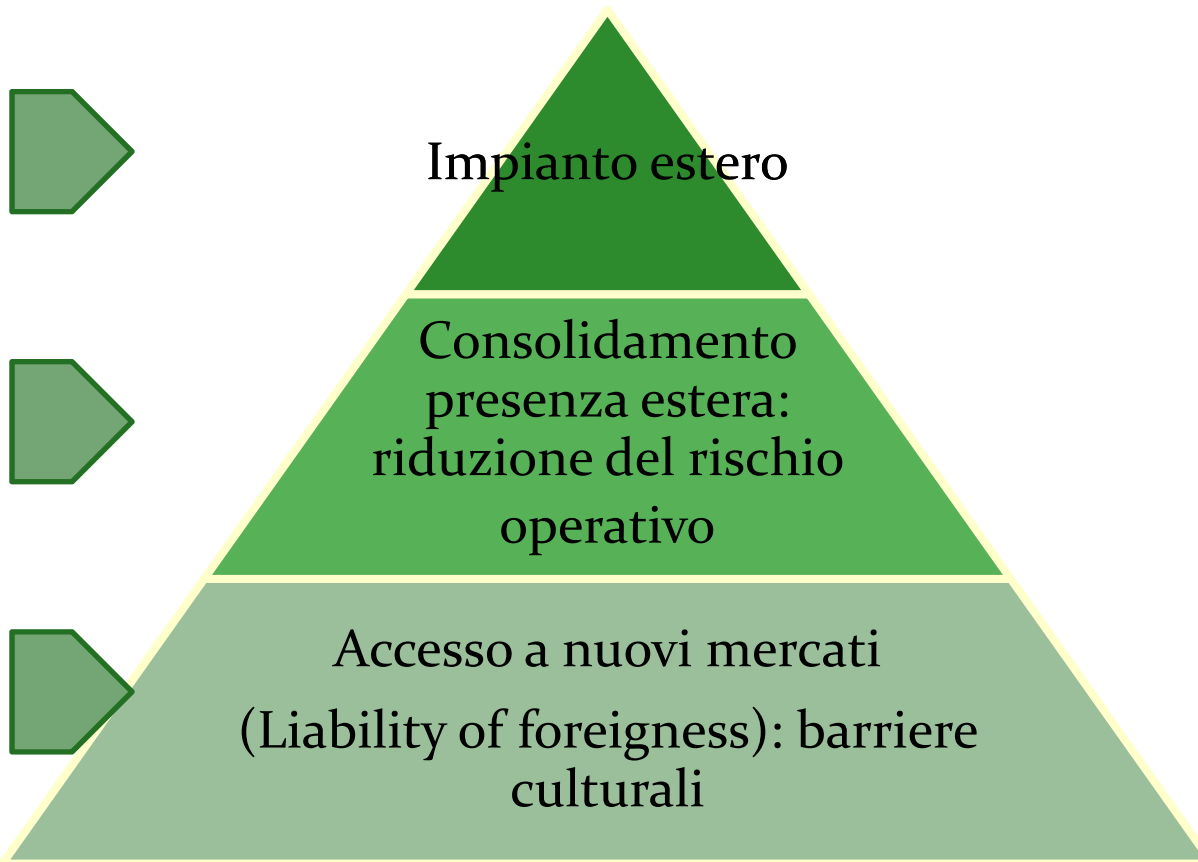 Impianto estero
Consolidamento
presenza estera:
riduzione del rischio
operativo
Accesso a nuovi mercati
(Liability of foreigness): barriere
culturali